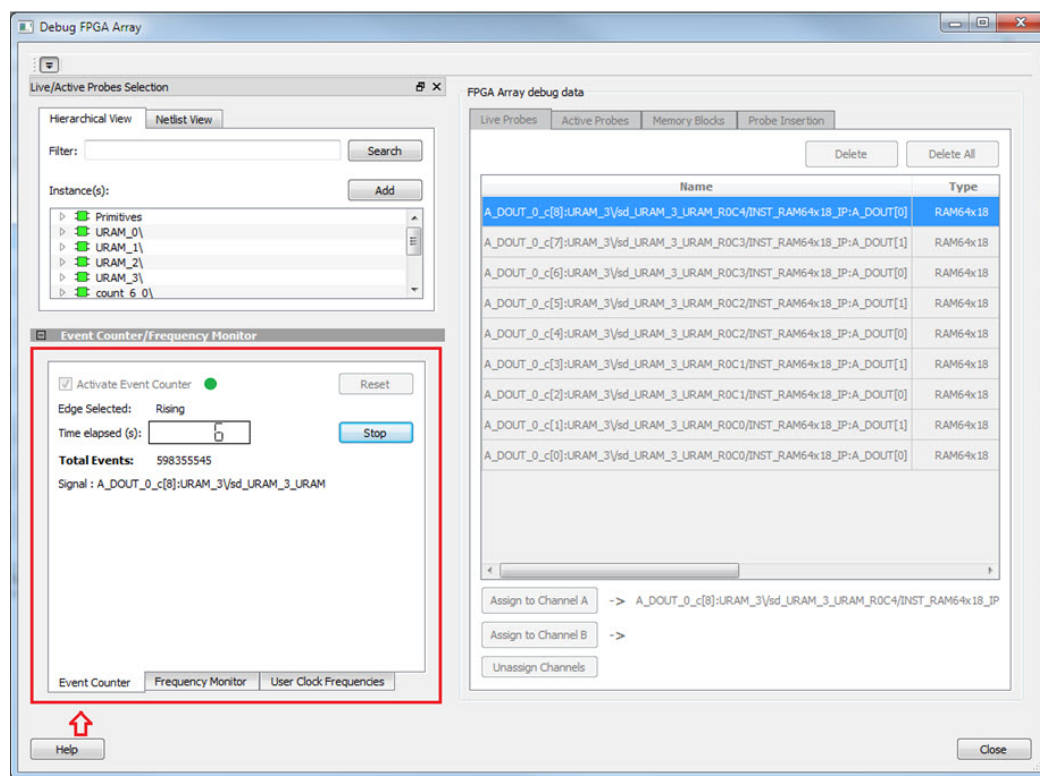 Debug FPGA Array
Live/Active Probes Selection
Hierarchical View Netlist View
Filter: Search
Instance(s): Add
Primitives
URAM_0\
URAM_1\
URAM_2\
URAM_3\
count_6_0\
Event Counter/Frequency Monitor
Activate Event Counter Reset
Edge Selected: Rising
Time elapsed (s): 6 Stop
Total Events: 598355545
Signal : A_DOUT_0_c[8]:URAM_3\/sd_URAM_3_URAM
Event Counter Frequency Monitor User Clock Frequencies
Help
FPGA Array debug data
Live Probes Active Probes Memory Blocks Probe Insertion
Delete Delete All
Name Type
A_DOUT_0_c[8]:URAM_3\/sd_URAM_3_URAM_R0C4/INST_RAM64x18_IP:A_DOUT[0] RAM64x18
A_DOUT_0_c[7]:URAM_3\/sd_URAM_3_URAM_R0C3/INST_RAM64x18_IP:A_DOUT[1] RAM64x18
A_DOUT_0_c[6]:URAM_3\/sd_URAM_3_URAM_R0C3/INST_RAM64x18_IP:A_DOUT[0] RAM64x18
A_DOUT_0_c[5]:URAM_3\/sd_URAM_3_URAM_R0C2/INST_RAM64x18_IP:A_DOUT[1] RAM64x18
A_DOUT_0_c[4]:URAM_3\/sd_URAM_3_URAM_R0C2/INST_RAM64x18_IP:A_DOUT[0] RAM64x18
A_DOUT_0_c[3]:URAM_3\/sd_URAM_3_URAM_R0C1/INST_RAM64x18_IP:A_DOUT[1] RAM64x18
A_DOUT_0_c[2]:URAM_3\/sd_URAM_3_URAM_R0C1/INST_RAM64x18_IP:A_DOUT[0] RAM64x18
A_DOUT_0_c[1]:URAM_3\/sd_URAM_3_URAM_R0C0/INST_RAM64x18_IP:A_DOUT[1] RAM64x18
A_DOUT_0_c[0]:URAM_3\/sd_URAM_3_URAM_R0C0/INST_RAM64x18_IP:A_DOUT[0] RAM64x18
Assign to Channel A -> A_DOUT_0_c[8]:URAM_3\/sd_URAM_3_URAM_R0C4/INST_RAM64x18_IP
Assign to Channel B ->
Unassign Channels
Close